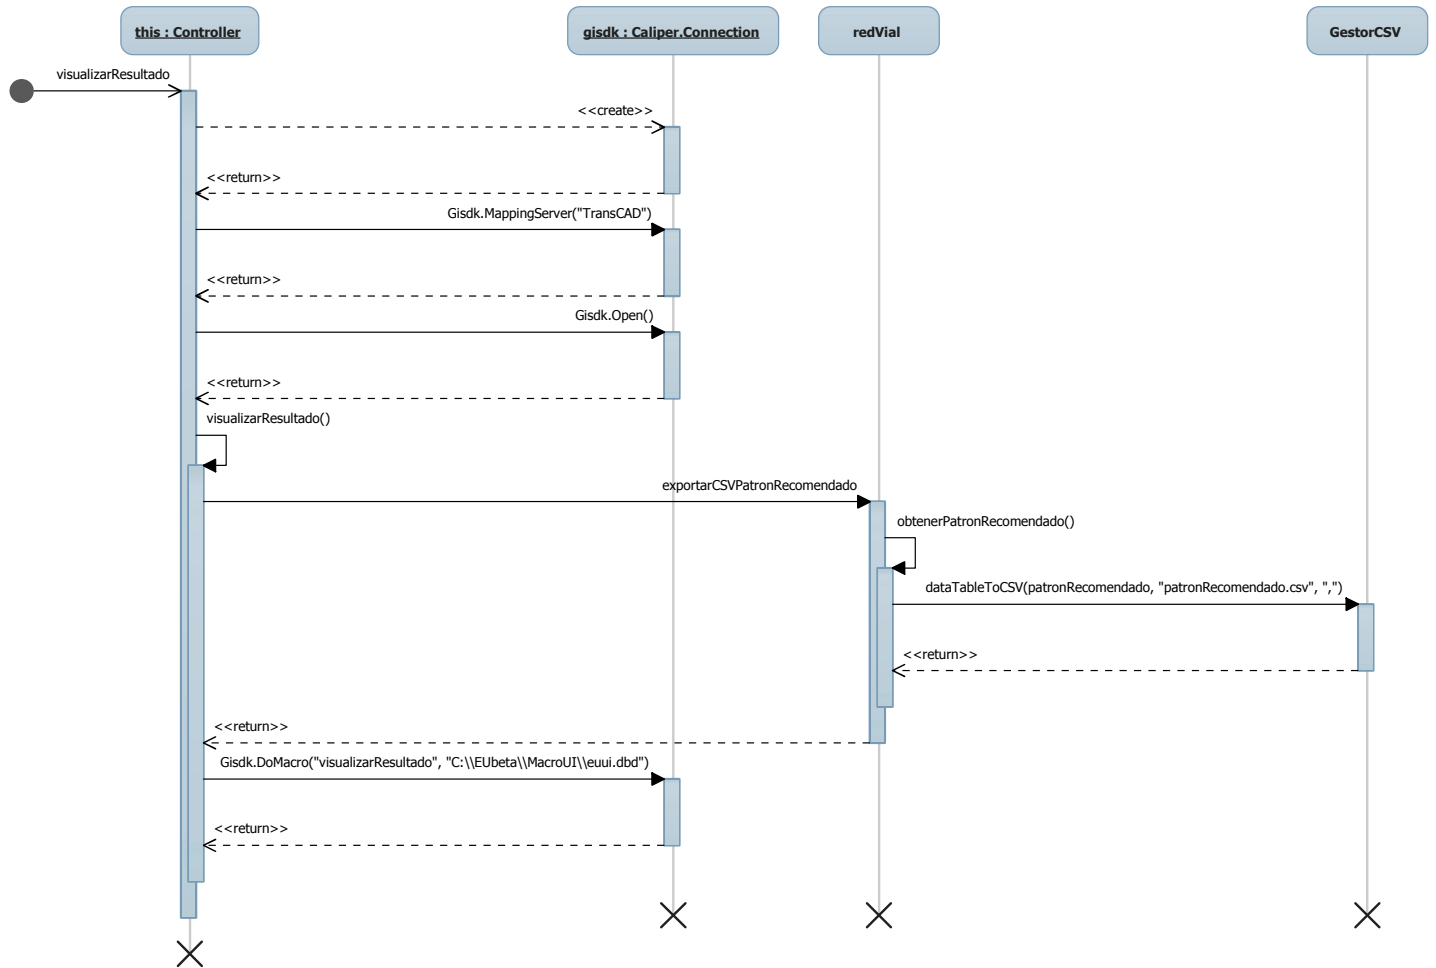 this : Controller
gisdk : Caliper.Connection
redVial
GestorCSV
visualizarResultado
<<create>>
<<return>>
Gisdk.MappingServer("TransCAD")
<<return>>
Gisdk.Open()
<<return>>
visualizarResultado()
exportarCSVPatronRecomendado
obtenerPatronRecomendado()
dataTableToCSV(patronRecomendado, "patronRecomendado.csv", ",")
<<return>>
<<return>>
Gisdk.DoMacro("visualizarResultado", "C:\\EUbeta\\MacroUI\\euui.dbd")
<<return>>